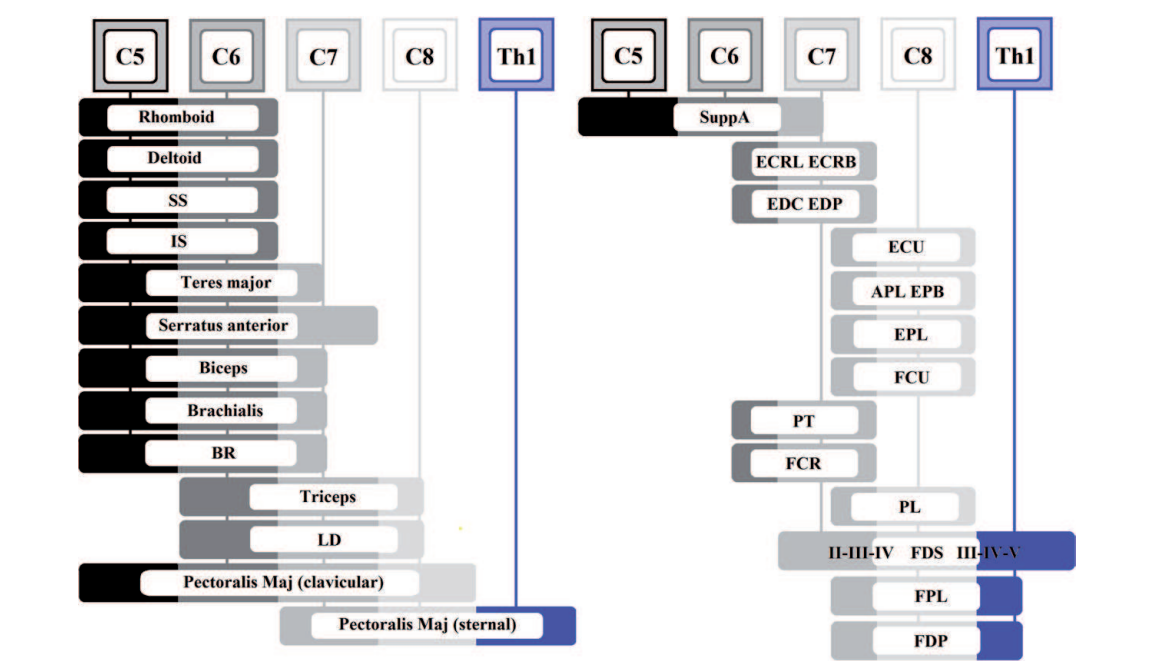 C5 C6 C7 C8 Th1
Rhomboid
Deltoid
SS
IS
Teres major
Serratus anterior
Biceps
Brachialis
BR
Triceps
LD
Pectoralis Maj (clavicular)
Pectoralis Maj (sternal)
C5 C6 C7 C8 Th1
SuppA
ECRL ECRB
EDC EDP
ECU
APL EPB
EPL
FCU
PT
FCR
PL
II-III-IV FDS III-IV-V
FPL
FDP